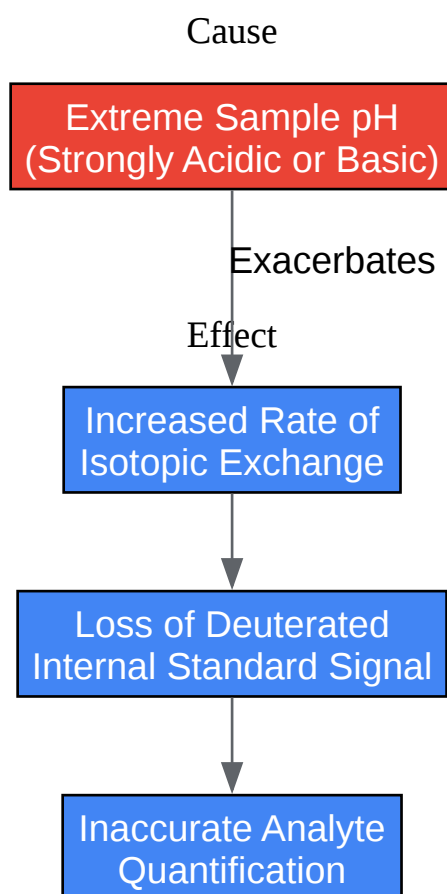 Cause
Extreme Sample pH
(Strongly Acidic or Basic)
Exacerbates
Effect
Increased Rate of
Isotopic Exchange
Loss of Deuterated
Internal Standard Signal
Inaccurate Analyte
Quantification